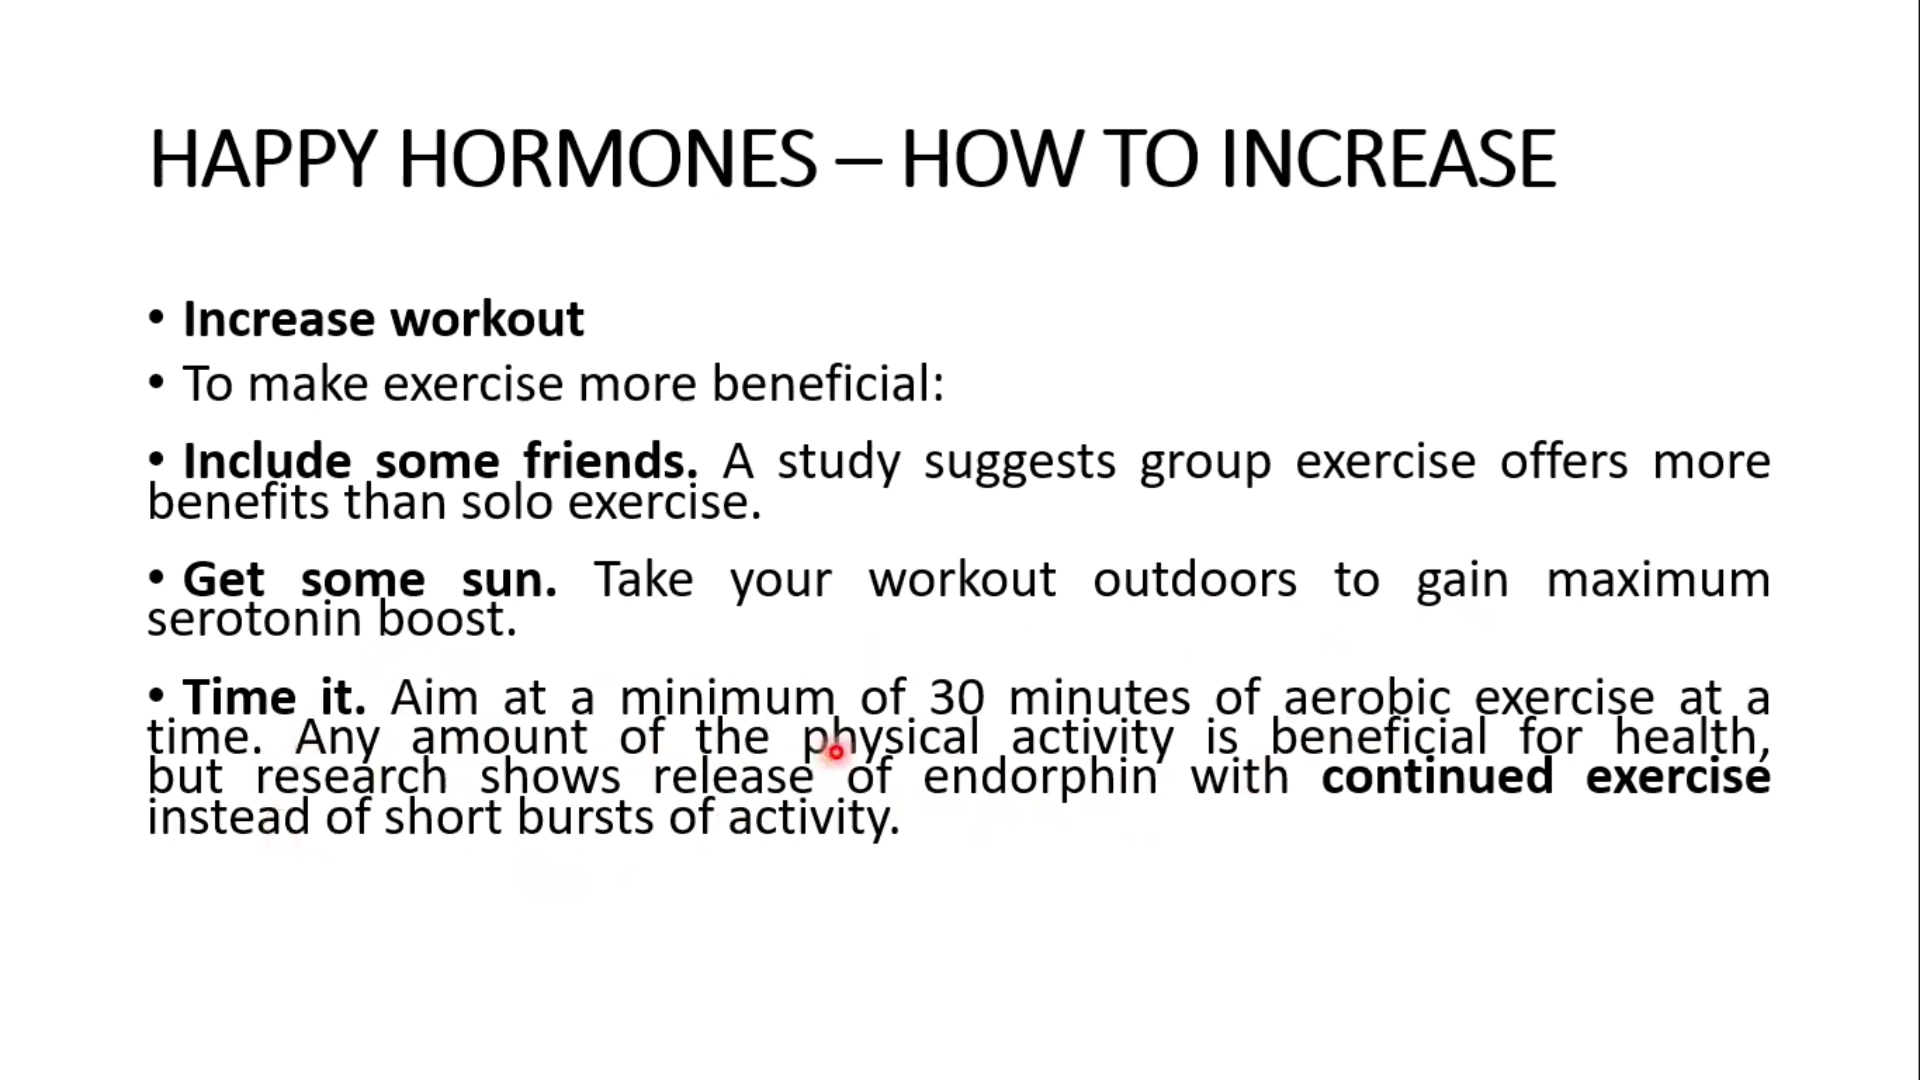 HAPPY HORMONES – HOW TO INCREASE
• Increase workout
• To make exercise more beneficial:
• Include some friends. A study suggests group exercise offers more
benefits than solo exercise.
• Get some sun. Take your workout outdoors to gain maximum
serotonin boost.
• Time it. Aim at a minimum of 30 minutes of aerobic exercise at a
time. Any amount of the physical activity is beneficial for health,
but research shows release of endorphin with continued exercise
instead of short bursts of activity.